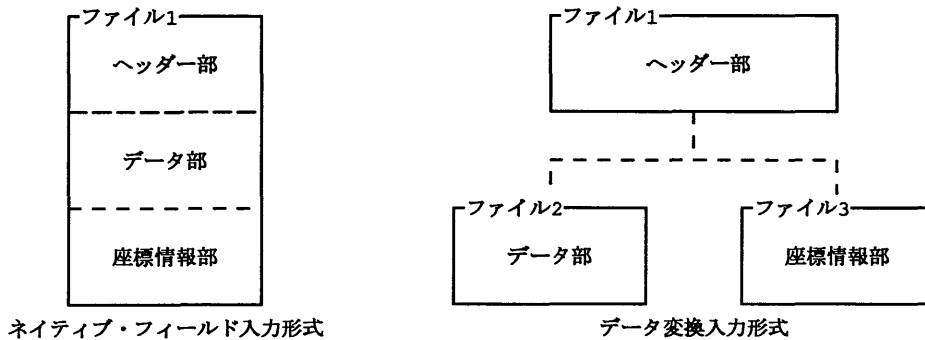 ファイル1
ヘッダー部
データ部
座標情報部
ネイティブ・フィールド入力形式
ファイル1
ヘッダー部
ファイル2
データ部
ファイル3
座標情報部
データ変換入力形式